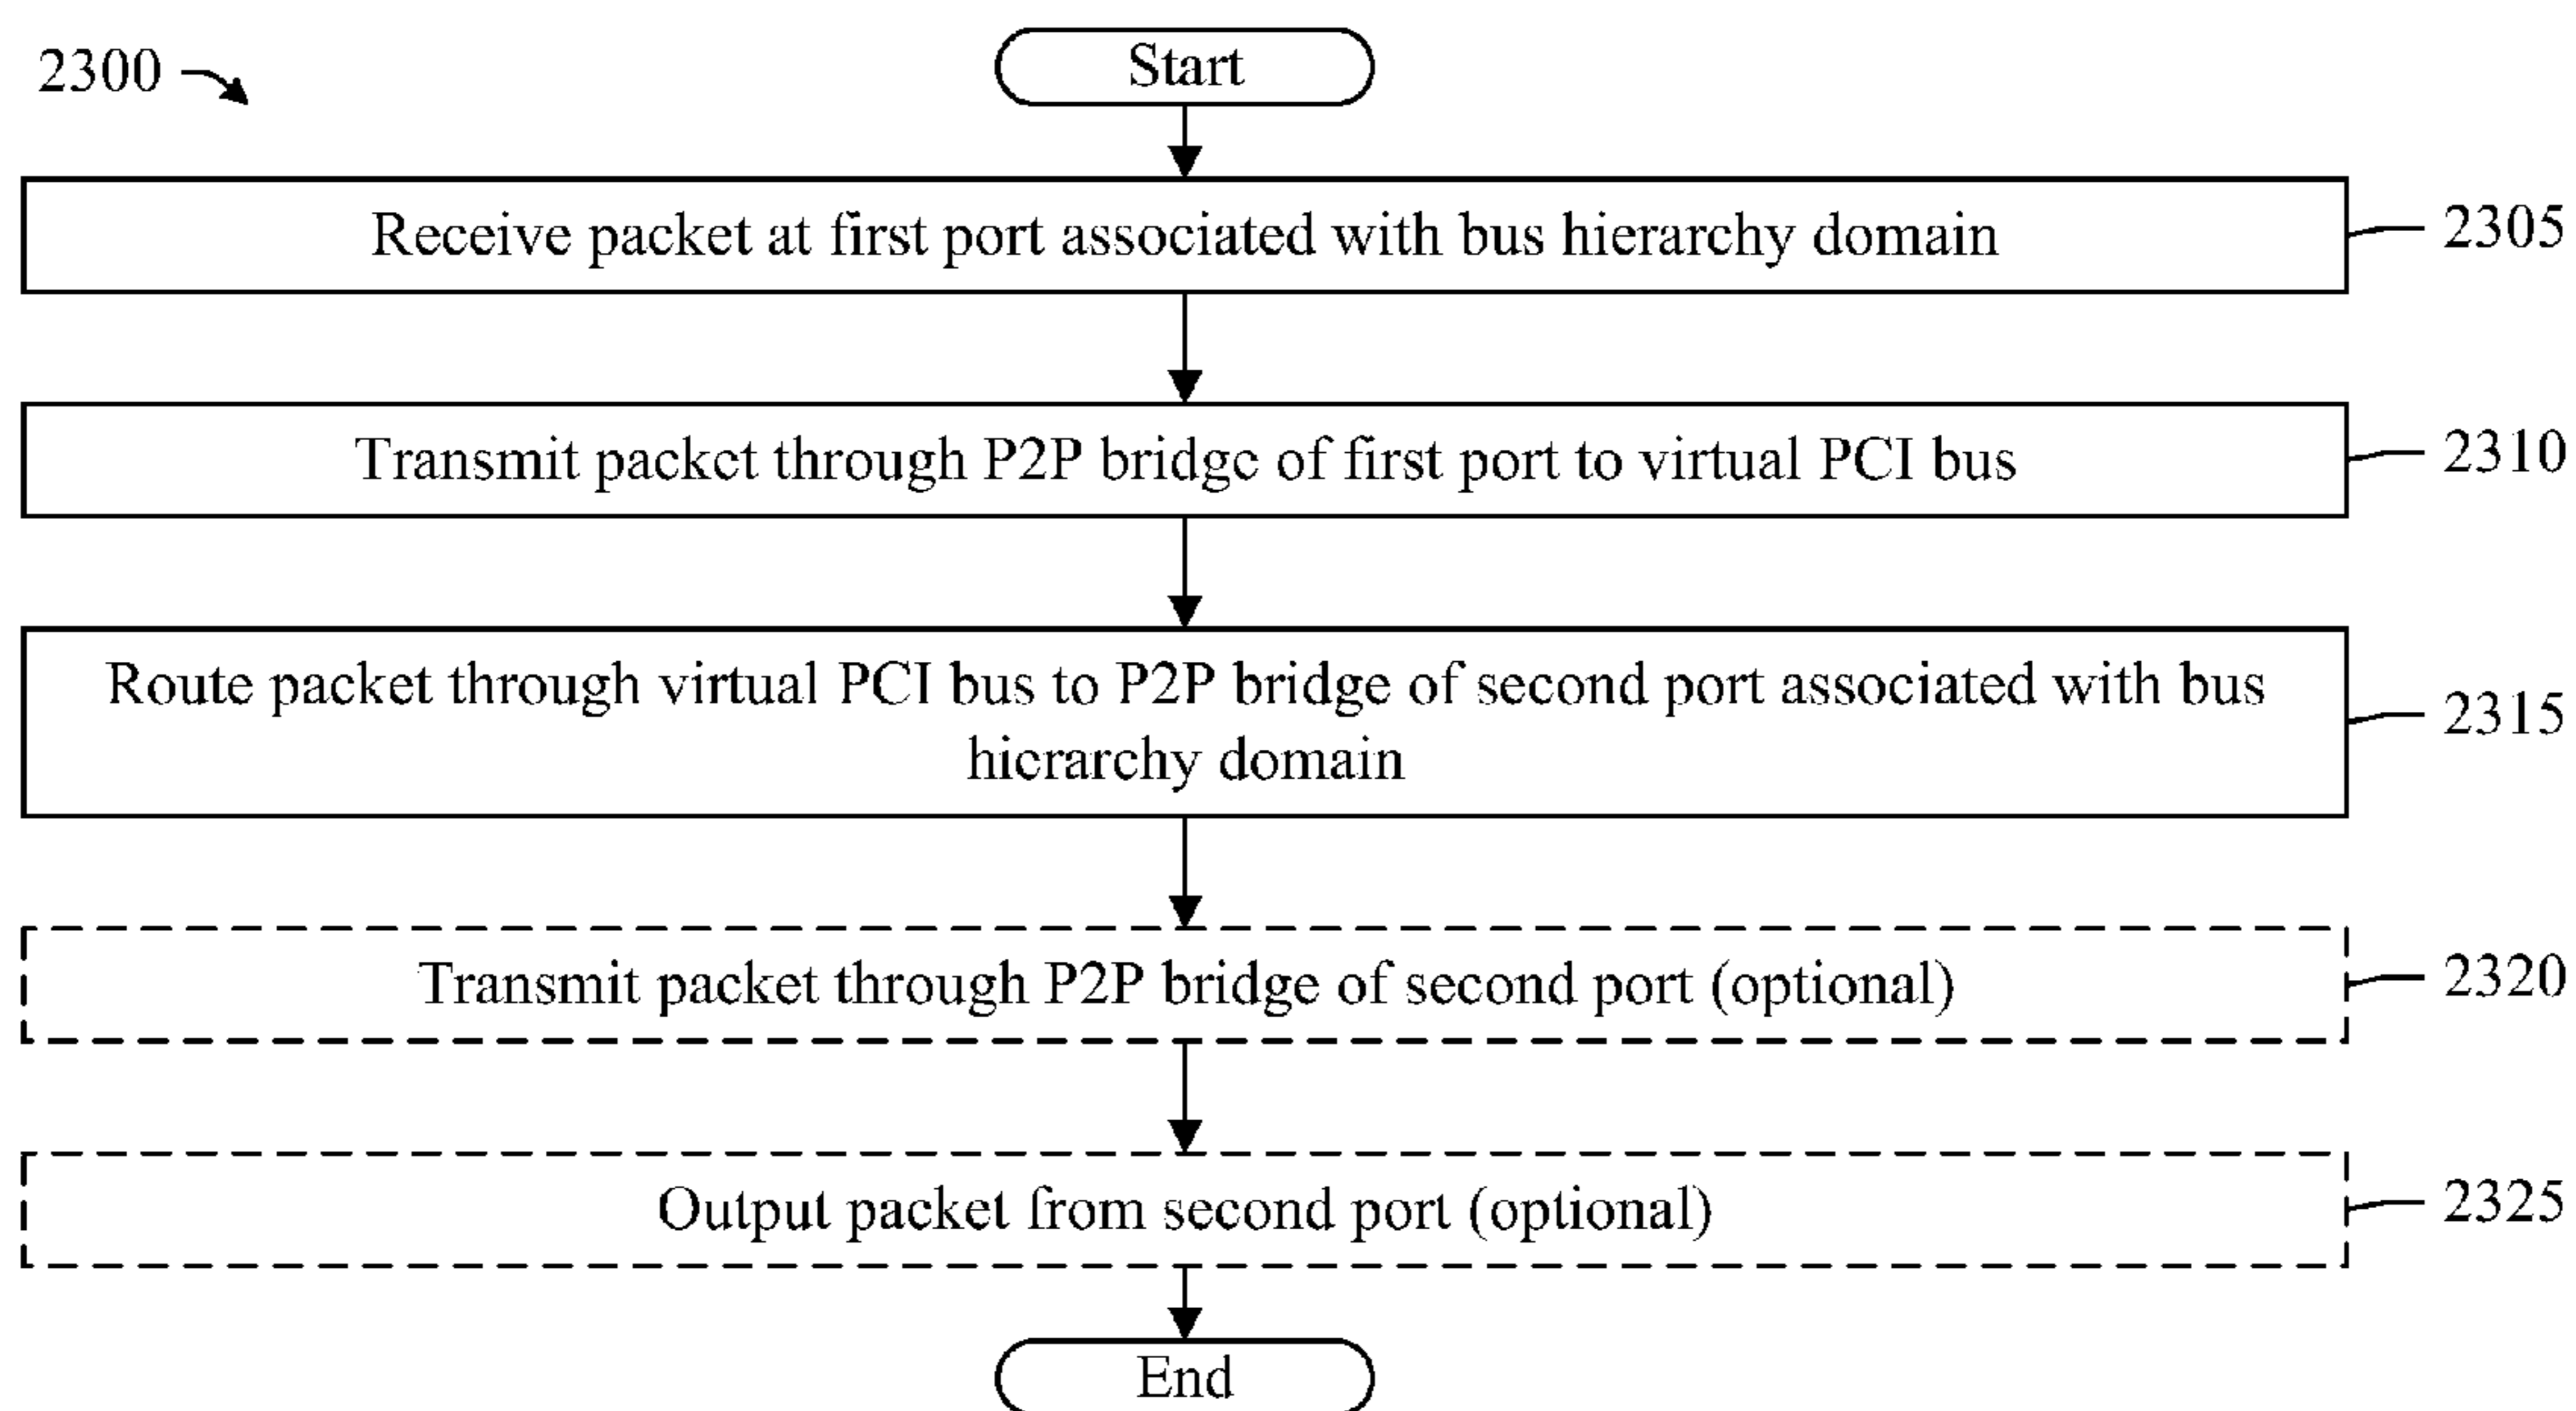 2300
Start
Receive packet at first port associated with bus hierarchy domain
2305
Transmit packet through P2P bridge of first port to virtual PCI bus
2310
Route packet through virtual PCI bus to P2P bridge of second port associated with bus
hierarchy domain
2315
Transmit packet through P2P bridge of second port (optional)
2320
Output packet from second port (optional)
2325
End